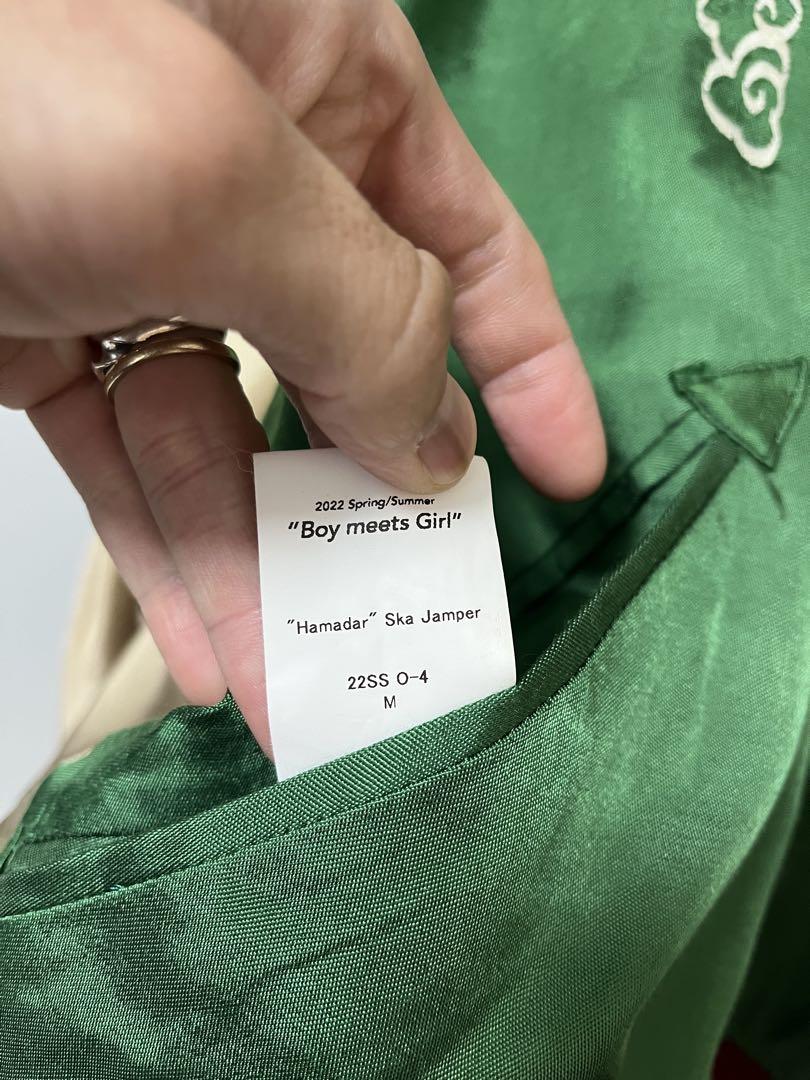 2022 Spring/Summer
"Boy meets Girl"
"Hamadar" Ska Jamper
22SS O-4
M